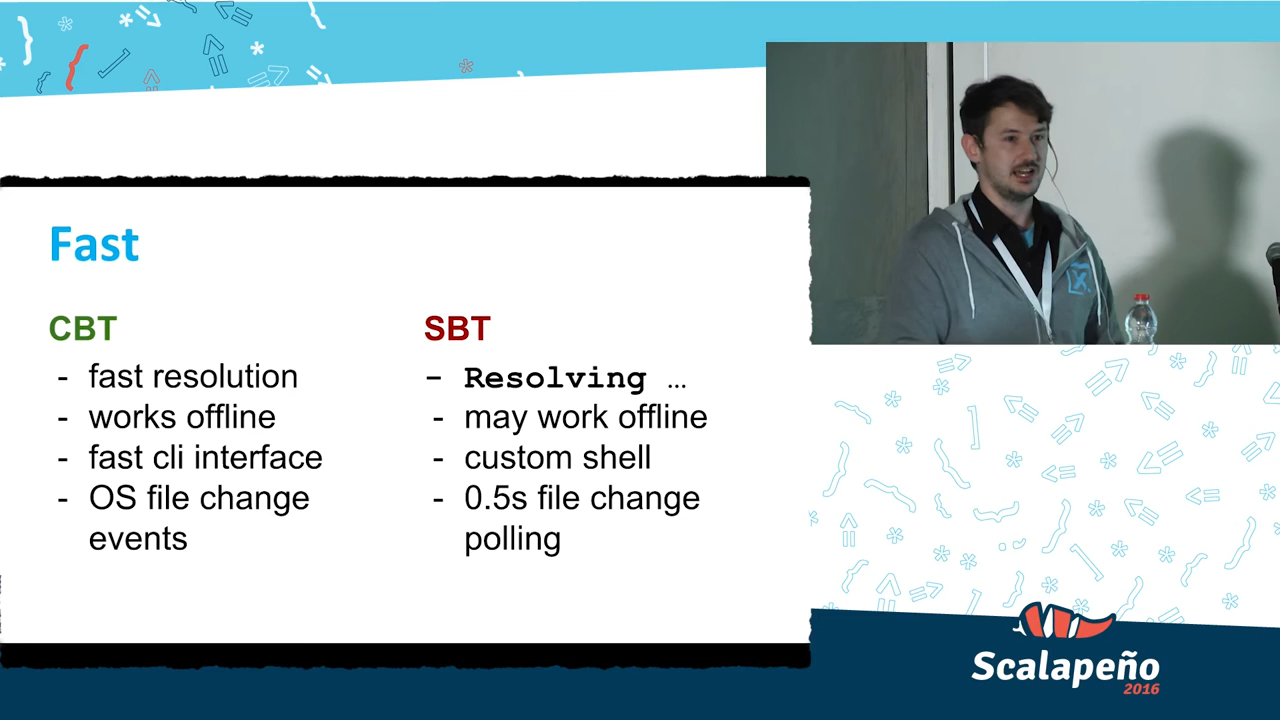 Fast
CBT
- fast resolution
- works offline
- fast cli interface
- OS file change
events
SBT
- Resolving ...
- may work offline
- custom shell
- 0.5s file change
polling
Scalapeño
2016